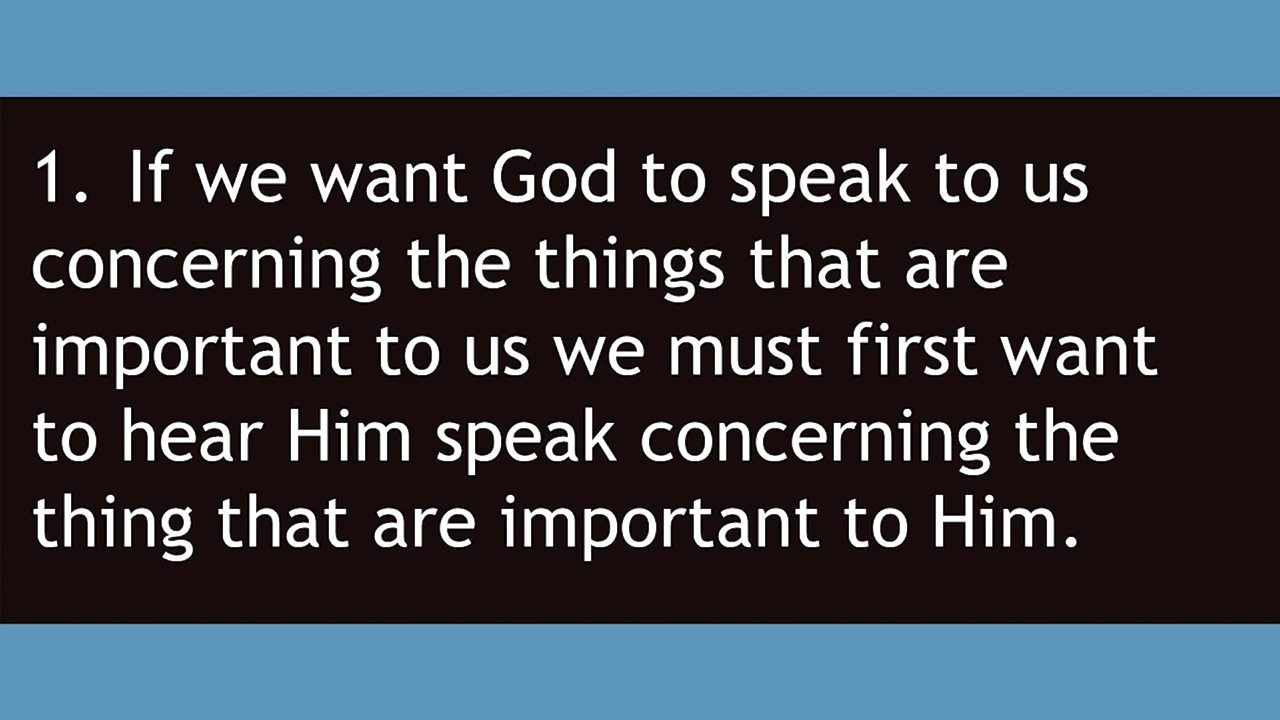 1. If we want God to speak to us
concerning the things that are
important to us we must first want
to hear Him speak concerning the
thing that are important to Him.